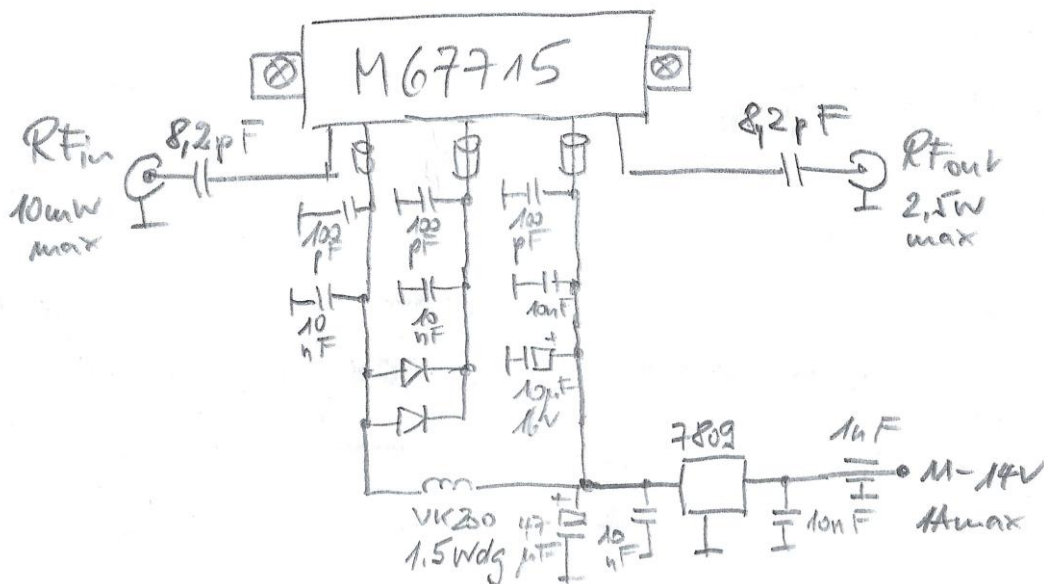 M67715
RFin
10mW
max
8,2pF
8,2pF
RFout
2,5W
max
100
pF
100
pF
100
pF
10
nF
10
nF
10nF
10µF
16V
7809
1nF
11-14V
1Amax
VK200
1.5Wdg
47
µF
10
nF
10nF